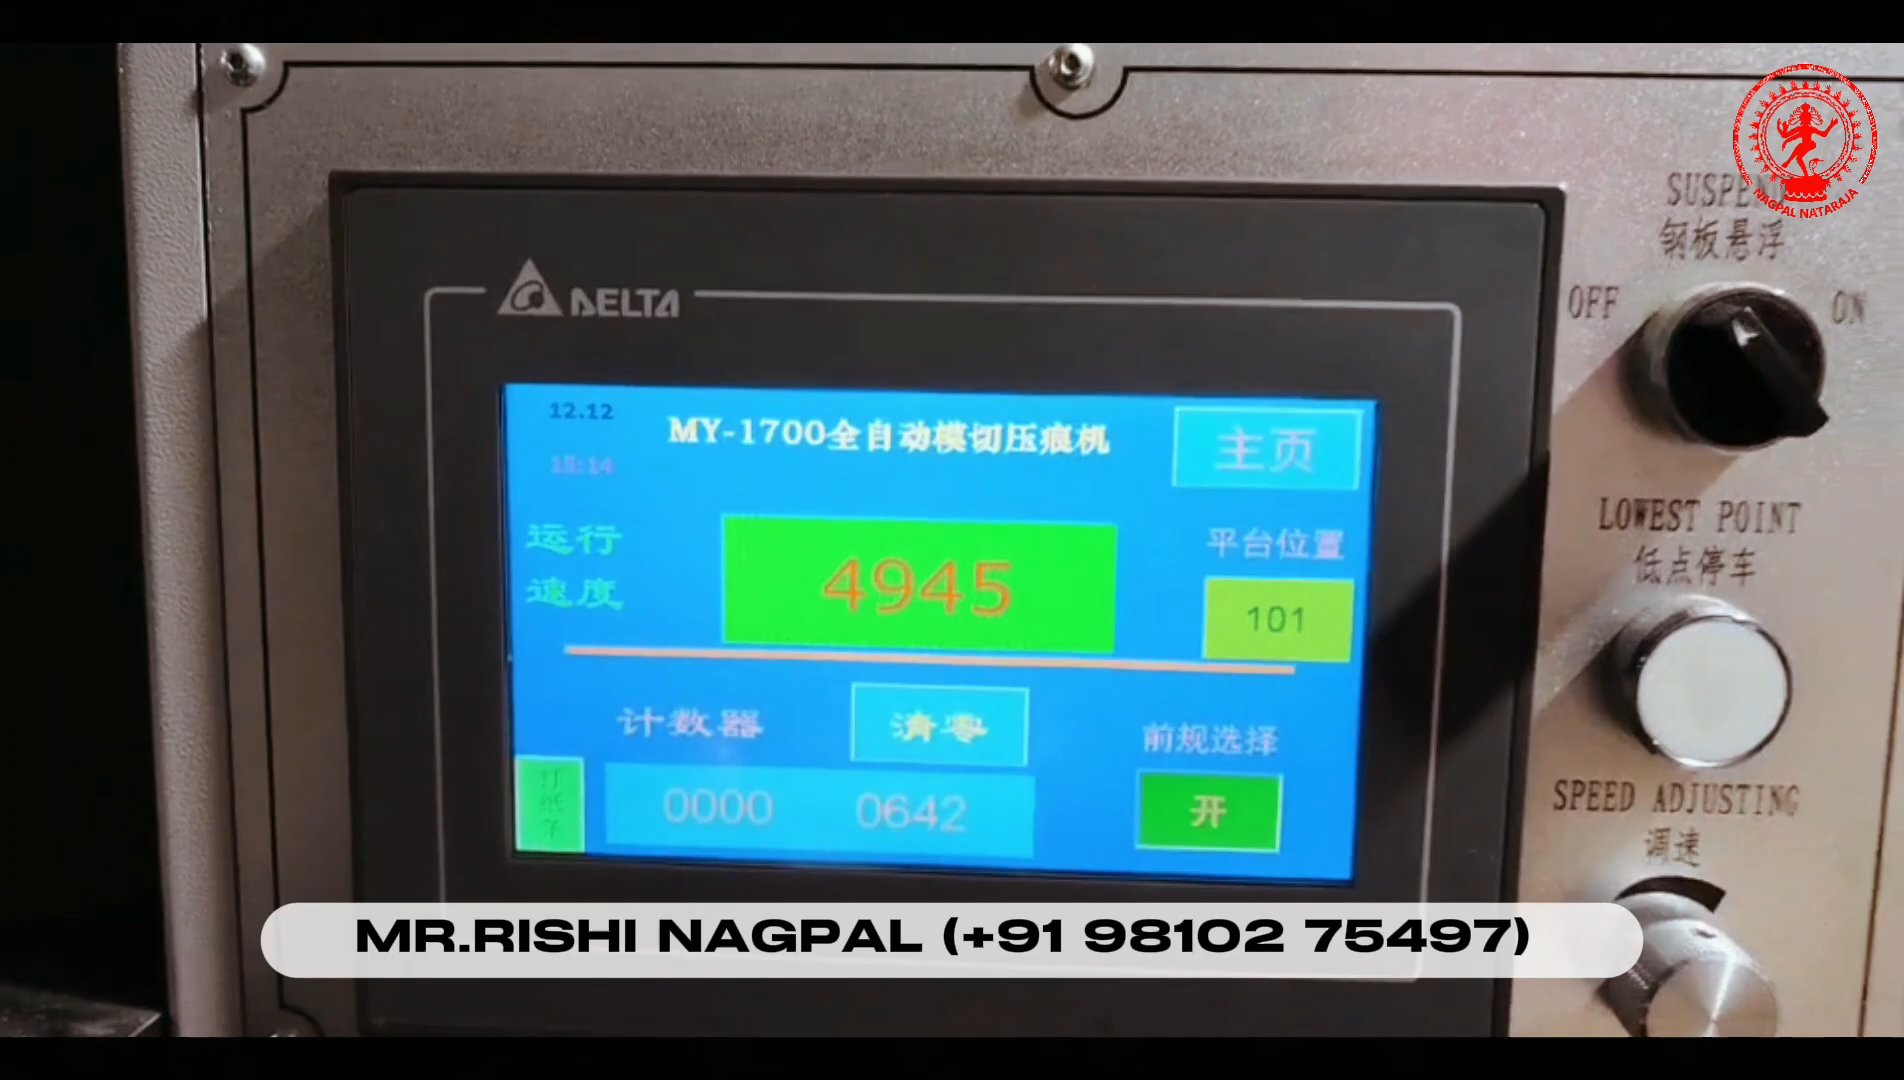 NAGPAL NATARAJA
SUSPEND
钢板悬浮
OFF
ON
DELTA
12.12
MY-1700全自动模切压痕机
主页
15:14
运行
速度
4945
平台位置
101
LOWEST POINT
低点停车
计数器
清零
前规选择
打
纸
0000
0642
开
SPEED ADJUSTING
调速
MR.RISHI NAGPAL (+91 98102 75497)